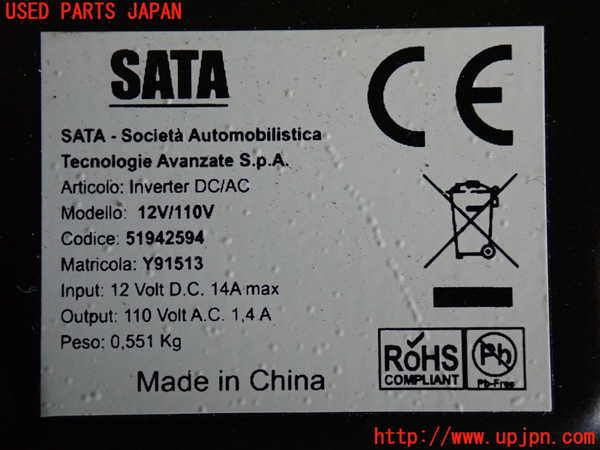 USED PARTS JAPAN
SATA
CE
SATA - Società Automobilistica
Tecnologie Avanzate S.p.A.
Articolo: Inverter DC/AC
Modello: 12V/110V
Codice: 51942594
Matricola: Y91513
Input: 12 Volt D.C. 14A max
Output: 110 Volt A.C. 1,4 A
Peso: 0,551 Kg
Made in China
RoHS
COMPLIANT
Pb
Pb-Free
http://www.upjpn.com/